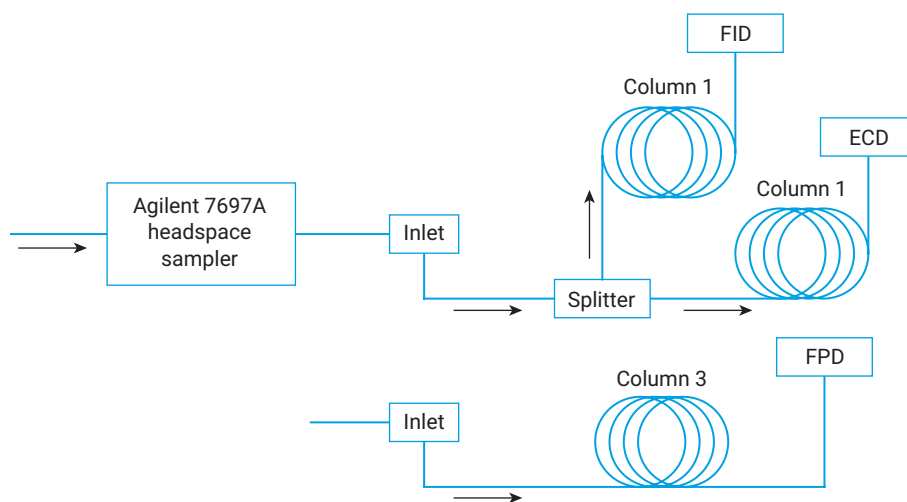 FID
Column 1
ECD
Column 1
Agilent 7697A
headspace
sampler
Inlet
Splitter
FPD
Column 3
Inlet